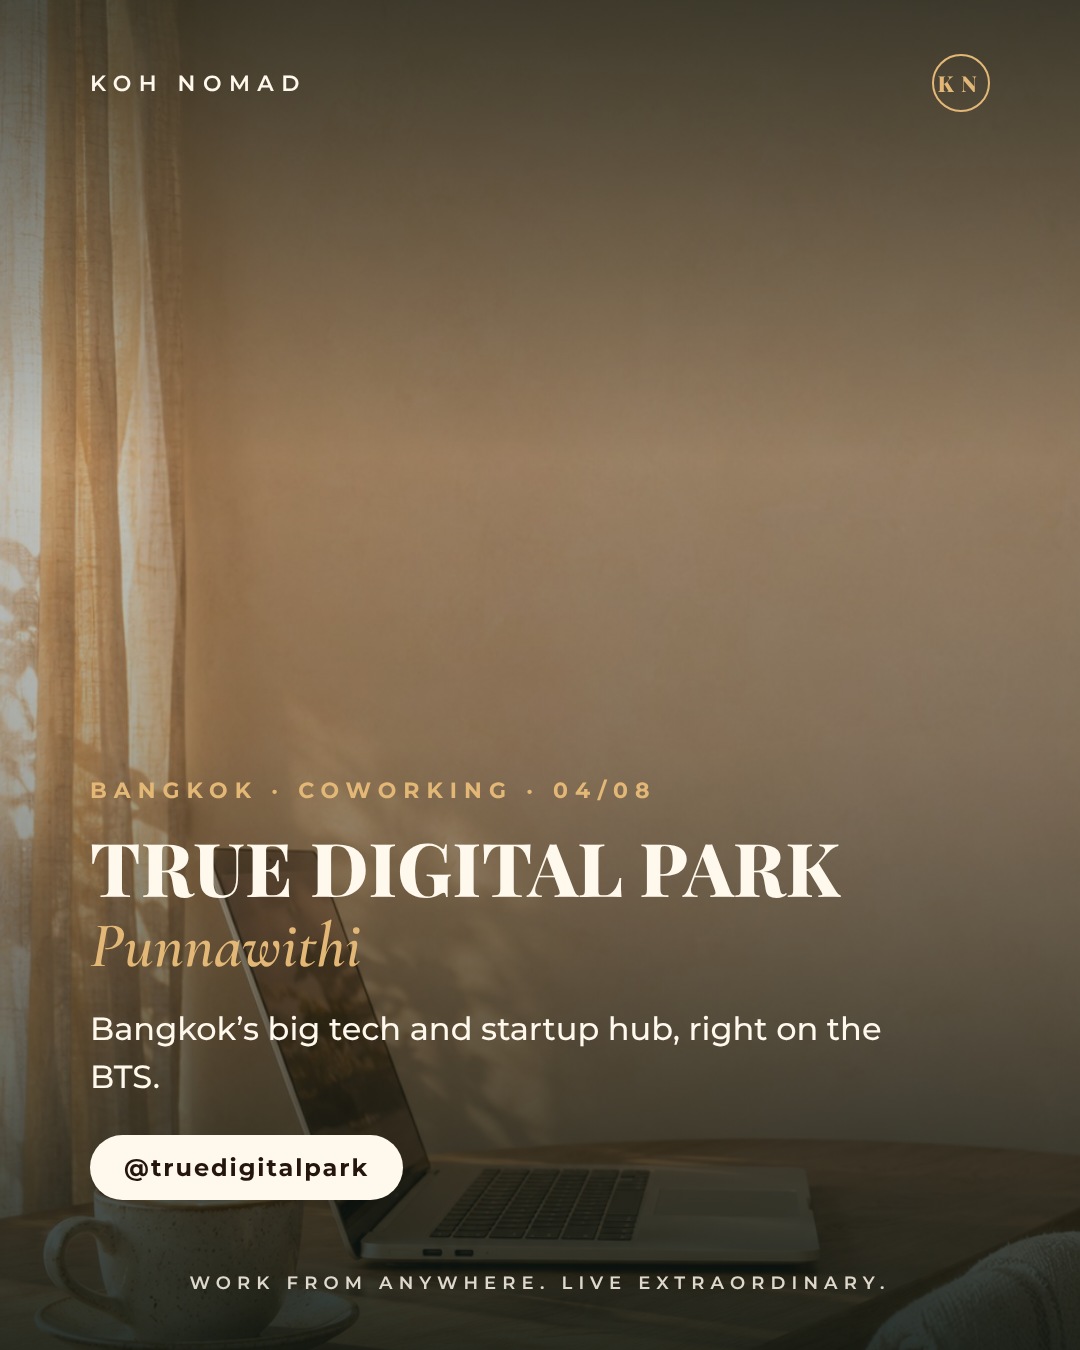 KOH NOMAD
KN
BANGKOK · COWORKING · 04/08
TRUE DIGITAL PARK
Punnawithi
Bangkok’s big tech and startup hub, right on the
BTS.
@truedigitalpark
WORK FROM ANYWHERE. LIVE EXTRAORDINARY.